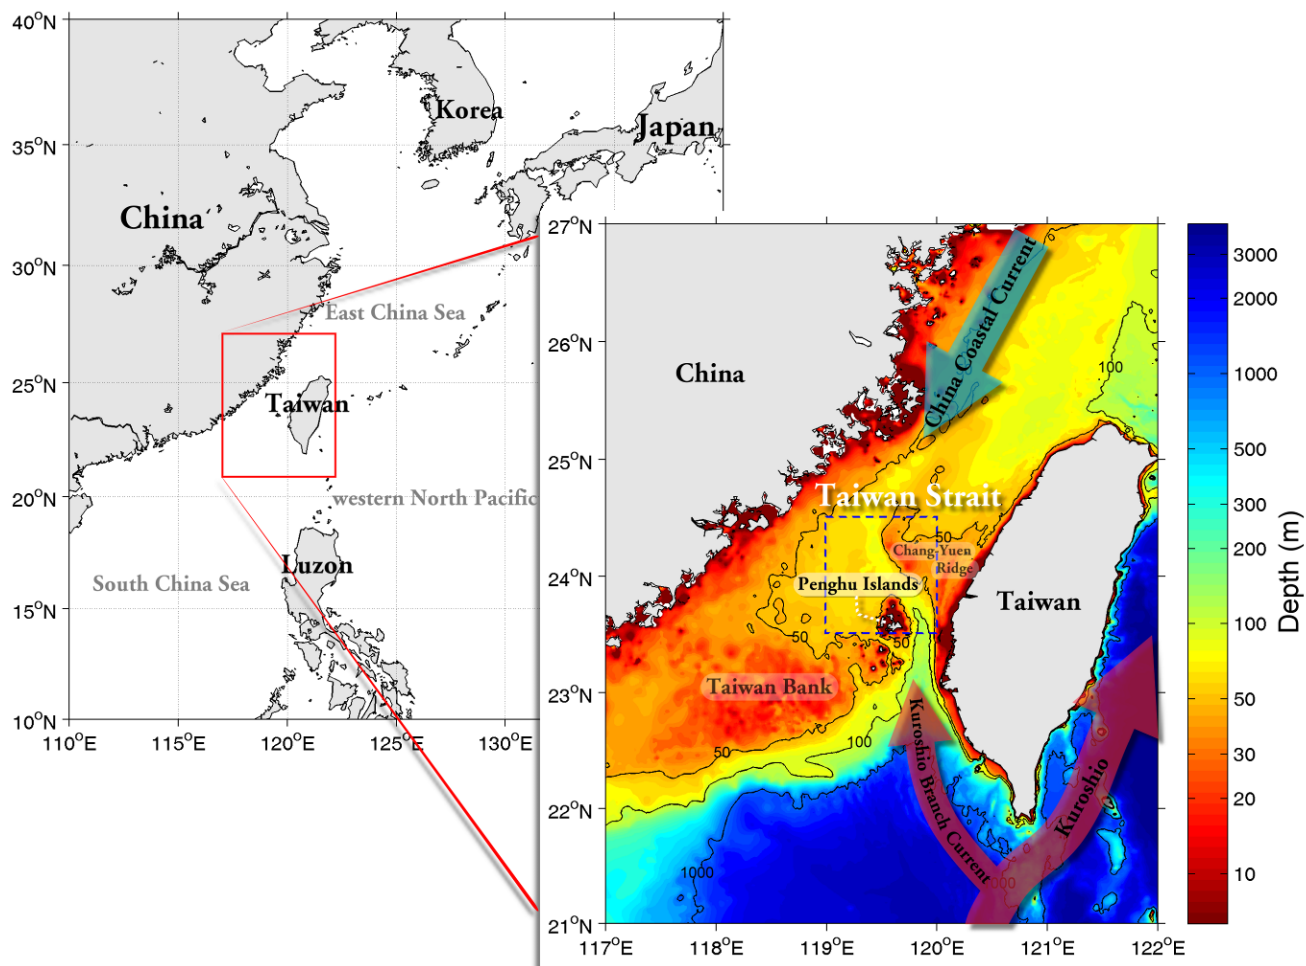 40°N
35°N
30°N
25°N
20°N
15°N
10°N
110°E
115°E
120°E
125°E
130°E
China
Korea
Japan
East China Sea
Taiwan
western North Pacific
Luzon
South China Sea
27°N
26°N
25°N
24°N
23°N
22°N
21°N
117°E
118°E
119°E
120°E
121°E
122°E
China
China Coastal Current
100
Taiwan Strait
50
Chang-Yuen
Ridge
Penghu Islands
Taiwan
50
50
Taiwan Bank
50
100
Kuroshio Branch Current
Kuroshio
1000
3000
2000
1000
500
300
200
100
50
30
20
10
Depth (m)